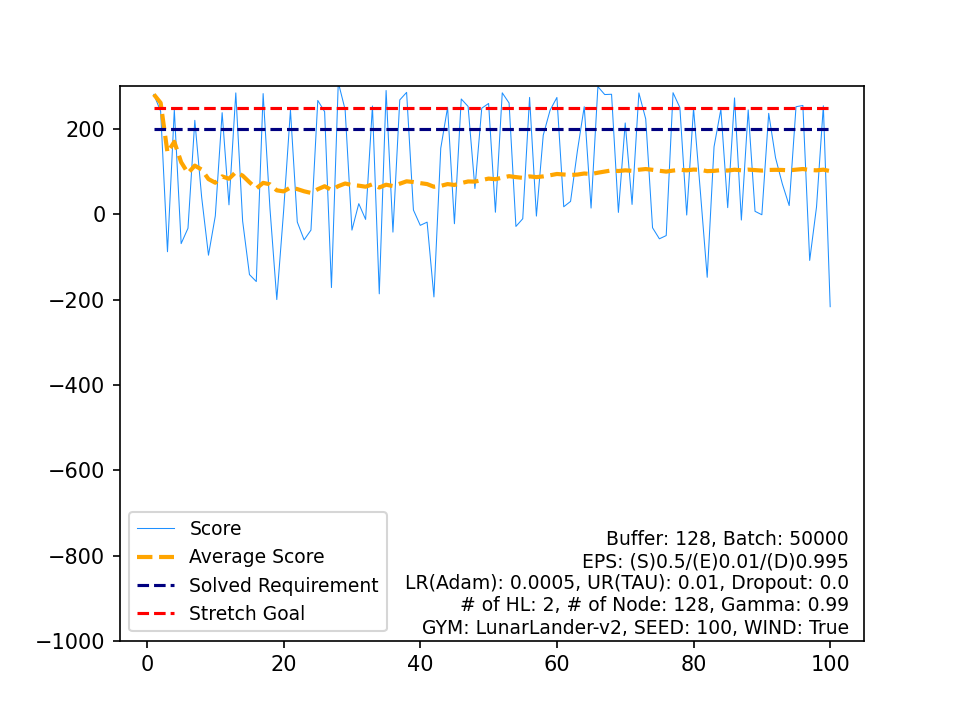 200
0
−200
−400
−600
−800
−1000
0
20
40
60
80
100
Score
Average Score
Solved Requirement
Stretch Goal
Buffer: 128, Batch: 50000
EPS: (S)0.5/(E)0.01/(D)0.995
LR(Adam): 0.0005, UR(TAU): 0.01, Dropout: 0.0
# of HL: 2, # of Node: 128, Gamma: 0.99
GYM: LunarLander-v2, SEED: 100, WIND: True